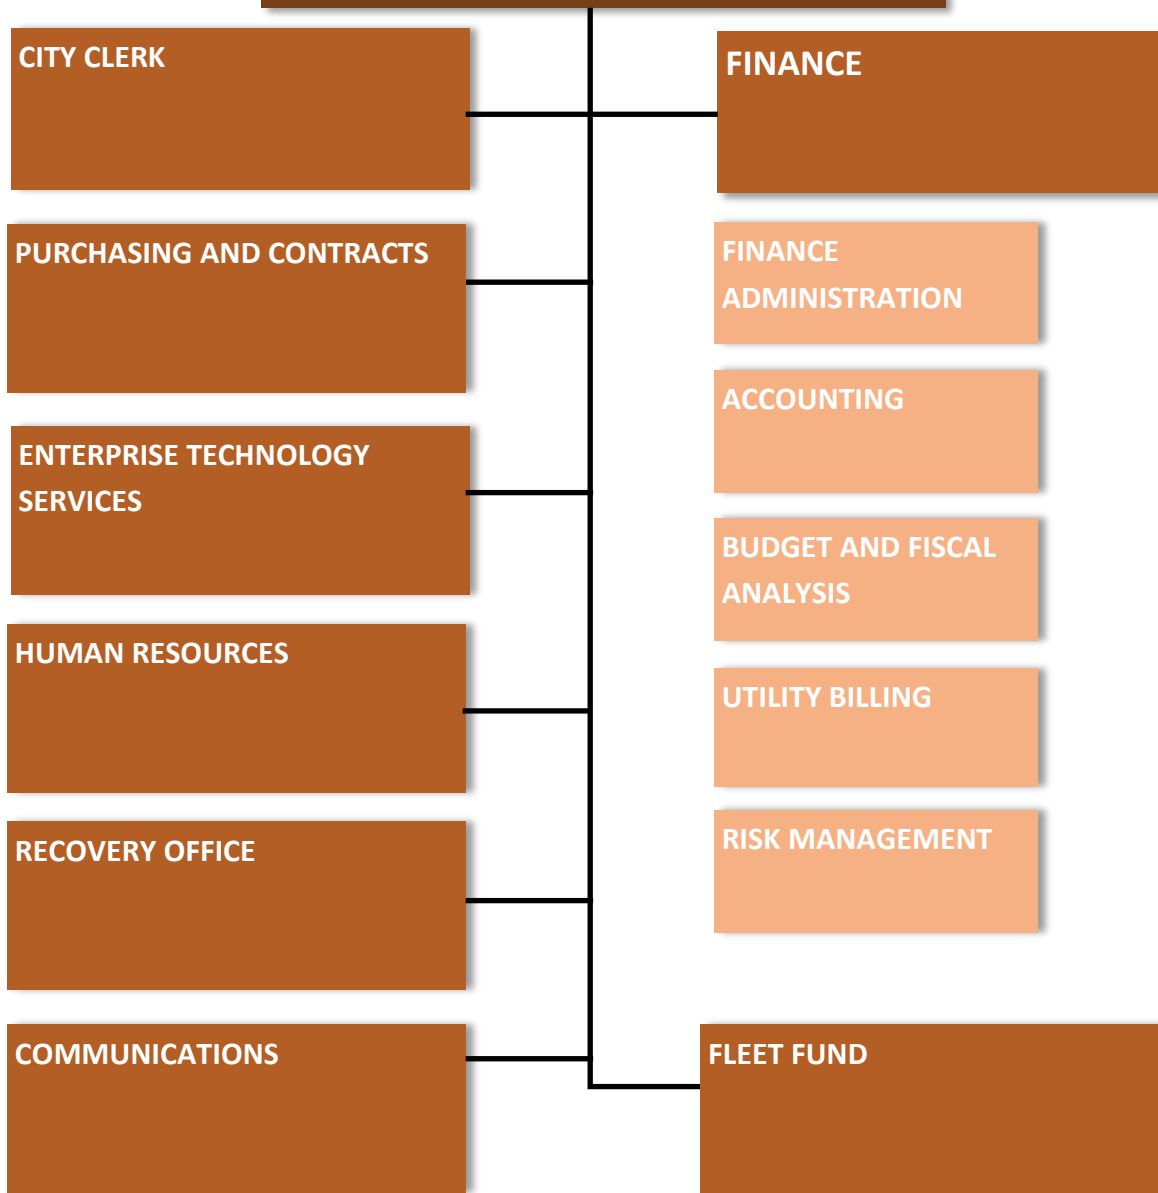 CITY CLERK
FINANCE
PURCHASING AND CONTRACTS
FINANCE
ADMINISTRATION
ACCOUNTING
ENTERPRISE TECHNOLOGY
SERVICES
BUDGET AND FISCAL
ANALYSIS
HUMAN RESOURCES
UTILITY BILLING
RECOVERY OFFICE
RISK MANAGEMENT
COMMUNICATIONS
FLEET FUND